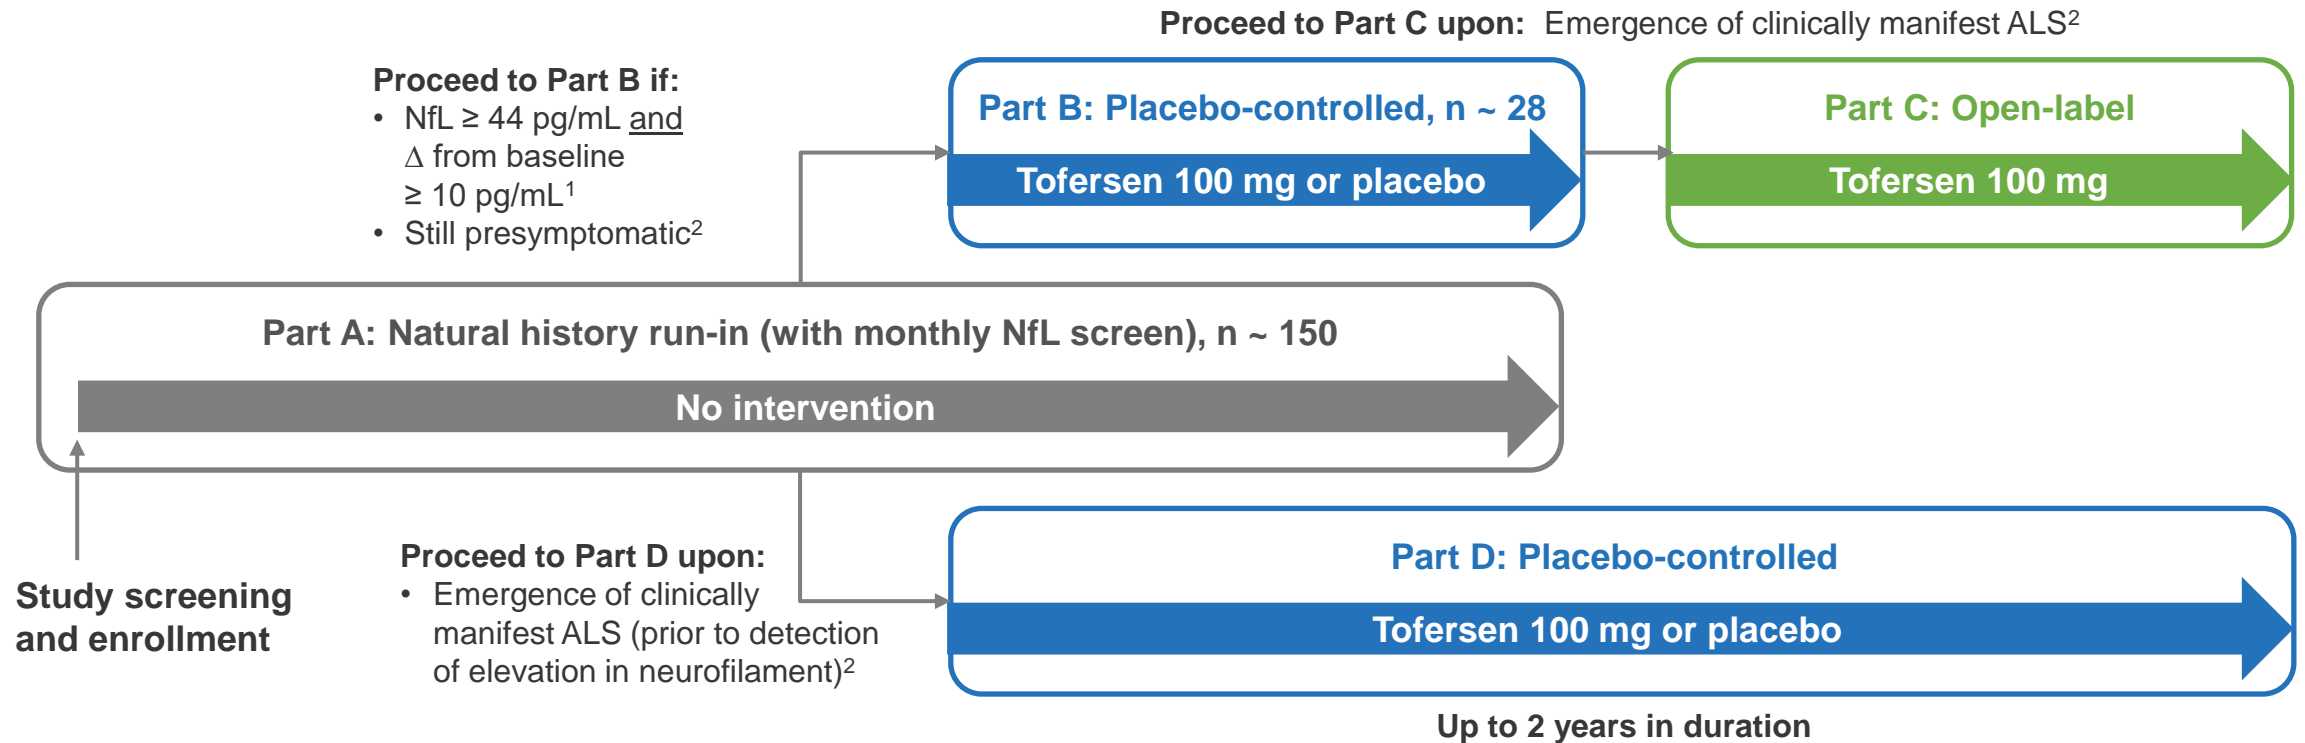 Proceed to Part C upon: Emergence of clinically manifest ALS²
Proceed to Part B if:
• NfL ≥ 44 pg/mL and
Δ from baseline
≥ 10 pg/mL¹
• Still presymptomatic²
Part B: Placebo-controlled, n ~ 28
Tofersen 100 mg or placebo
Part C: Open-label
Tofersen 100 mg
Part A: Natural history run-in (with monthly NfL screen), n ~ 150
No intervention
Study screening
and enrollment
Proceed to Part D upon:
• Emergence of clinically
manifest ALS (prior to detection
of elevation in neurofilament)²
Part D: Placebo-controlled
Tofersen 100 mg or placebo
Up to 2 years in duration